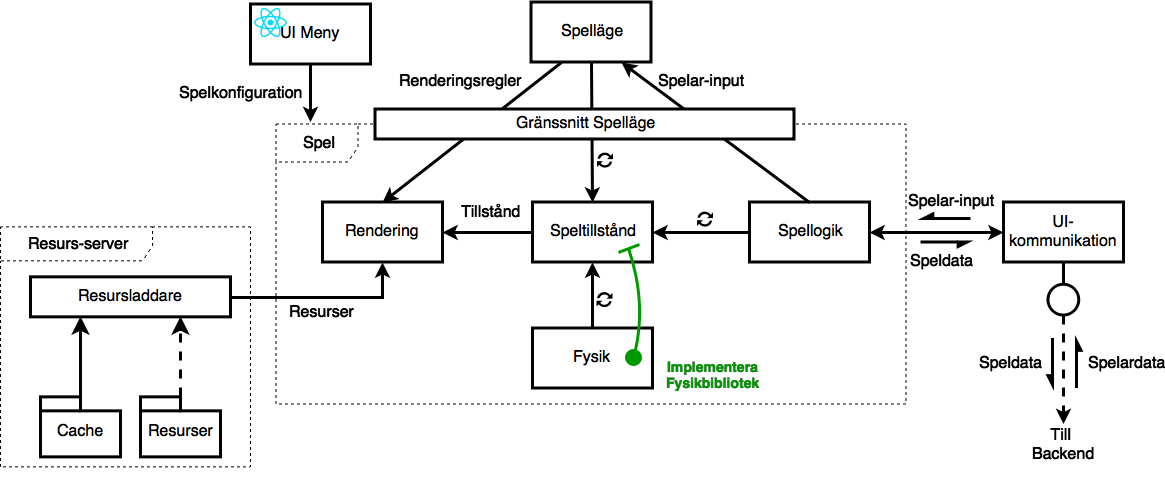 UI Meny
Spelläge
Spelkonfiguration
Renderingsregler
Spelar-input
Gränssnitt Spelläge
Spel
Tillstånd
Rendering
Speltillstånd
Spellogik
Spelar-input
Speldata
UI-
kommunikation
Resurs-server
Resursladdare
Resurser
Fysik
Implementera
Fysikbibliotek
Speldata
Spelardata
Cache
Resurser
Till
Backend